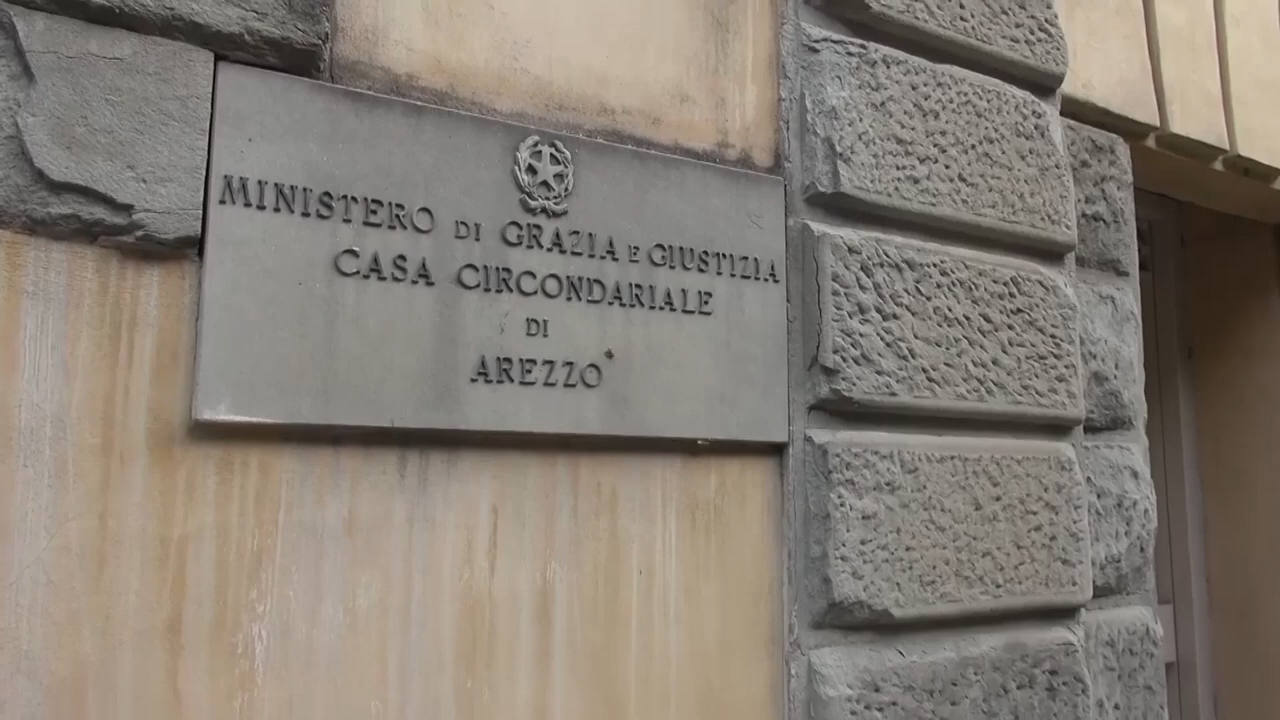 MINISTERO DI GRAZIA E GIUSTIZIA
CASA CIRCONDARIALE
DI
AREZZO